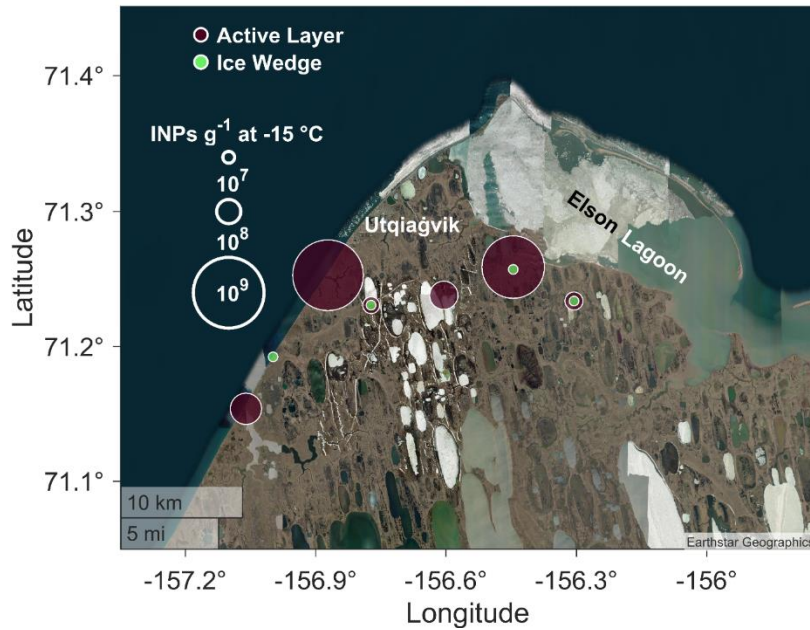 Active Layer
Ice Wedge
INPs g⁻¹ at -15 °C
10⁷
10⁸
10⁹
Utqiaġvik
Elson Lagoon
71.4°
71.3°
71.2°
71.1°
Latitude
10 km
5 mi
Earthstar Geographics
-157.2°
-156.9°
-156.6°
-156.3°
-156°
Longitude